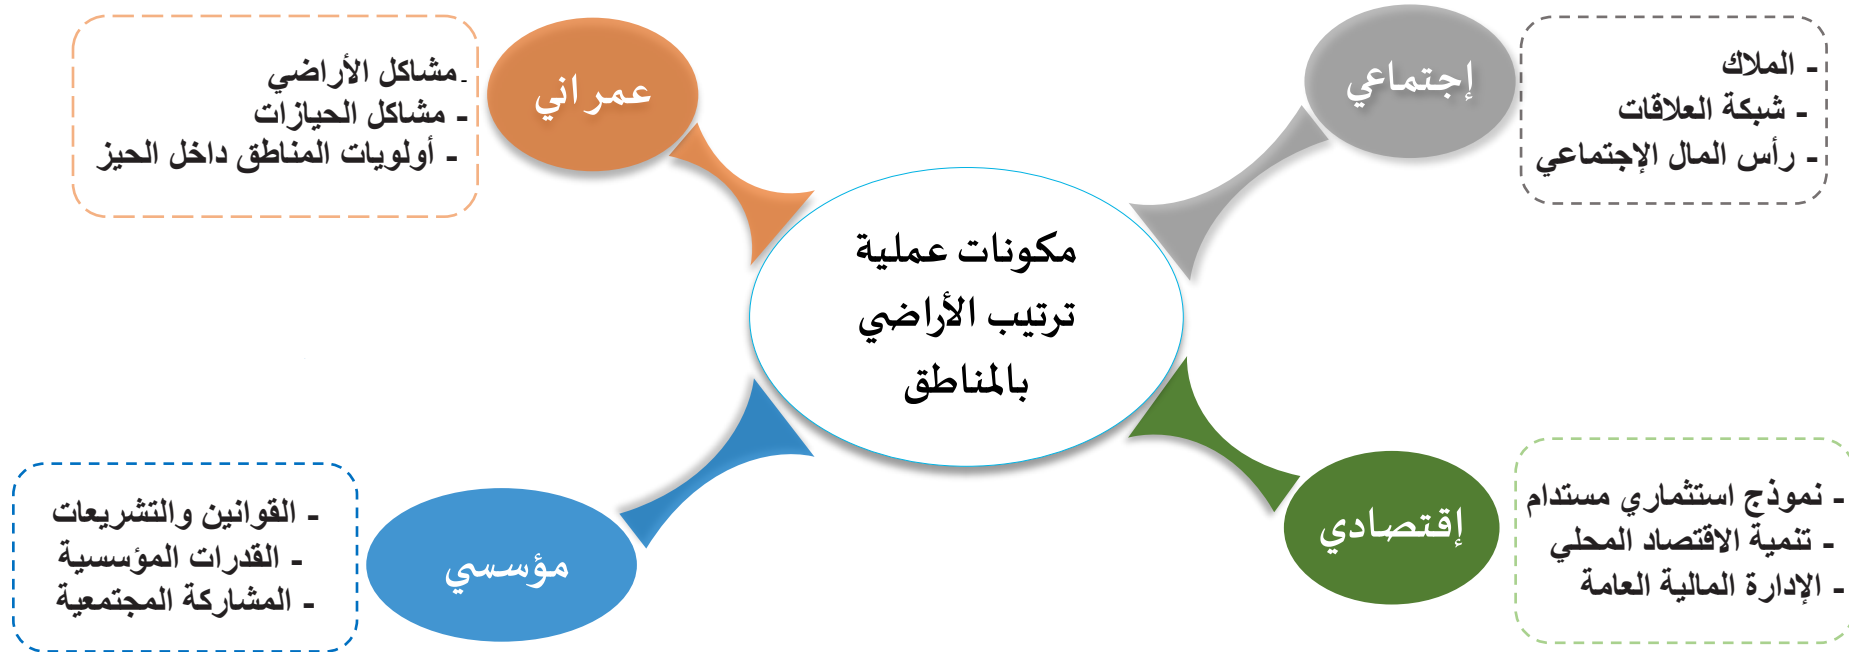 إجتماعي
- الملاك
- شبكة العلاقات
- رأس المال الإجتماعي
عمراني
- مشاكل الأراضي
- مشاكل الحيازات
- أولويات المناطق داخل الحيز
مكونات عملية
ترتيب الأراضي
بالمناطق
إقتصادي
- نموذج استثماري مستدام
- تنمية الاقتصاد المحلي
- الإدارة المالية العامة
مؤسسي
- القوانين والتشريعات
- القدرات المؤسسية
- المشاركة المجتمعية